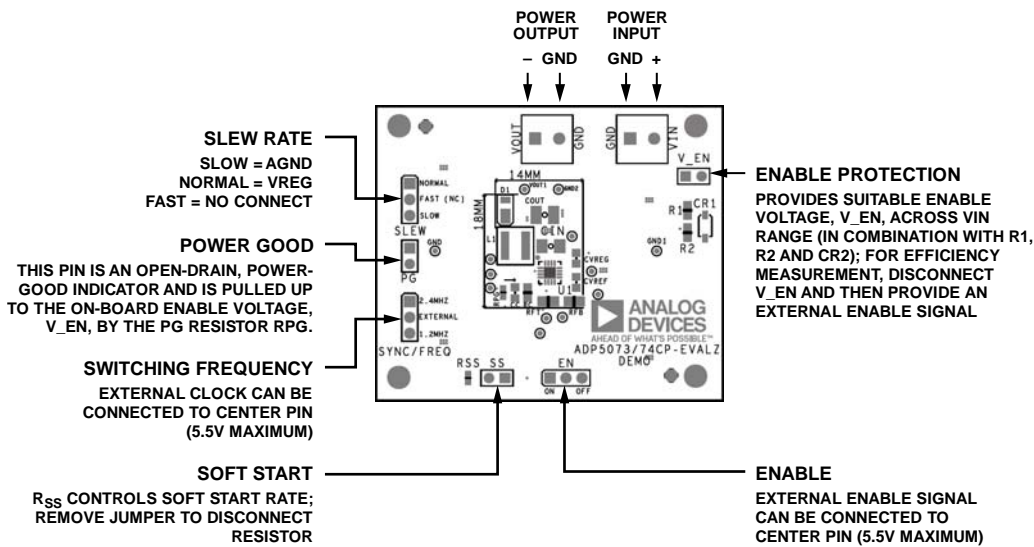 POWER OUTPUT
POWER INPUT
– GND
GND +
SLEW RATE
SLOW = AGND
NORMAL = VREG
FAST = NO CONNECT
POWER GOOD
THIS PIN IS AN OPEN-DRAIN, POWER-
GOOD INDICATOR AND IS PULLED UP
TO THE ON-BOARD ENABLE VOLTAGE,
V_EN, BY THE PG RESISTOR RPG.
SWITCHING FREQUENCY
EXTERNAL CLOCK CAN BE
CONNECTED TO CENTER PIN
(5.5V MAXIMUM)
SOFT START
RSS CONTROLS SOFT START RATE;
REMOVE JUMPER TO DISCONNECT
RESISTOR
VOUT
GND
GND
VIN
V_EN
14MM
18MM
NORMAL
FAST (NC)
SLOW
SLEW
GND
PG
2.4MHZ
EXTERNAL
1.2MHZ
SYNC/FREQ
D1
VOUT1
GND2
COUT
CIN
L1
CVREG
CVREF
U1
RFT
RFB
R1
CR1
R2
GND1
ANALOG
DEVICES
AHEAD OF WHAT'S POSSIBLE™
ADP5073/74CP-EVALZ
DEMO
RSS
SS
EN
ON
OFF
ENABLE PROTECTION
PROVIDES SUITABLE ENABLE
VOLTAGE, V_EN, ACROSS VIN
RANGE (IN COMBINATION WITH R1,
R2 AND CR2); FOR EFFICIENCY
MEASUREMENT, DISCONNECT
V_EN AND THEN PROVIDE AN
EXTERNAL ENABLE SIGNAL
ENABLE
EXTERNAL ENABLE SIGNAL
CAN BE CONNECTED TO
CENTER PIN (5.5V MAXIMUM)